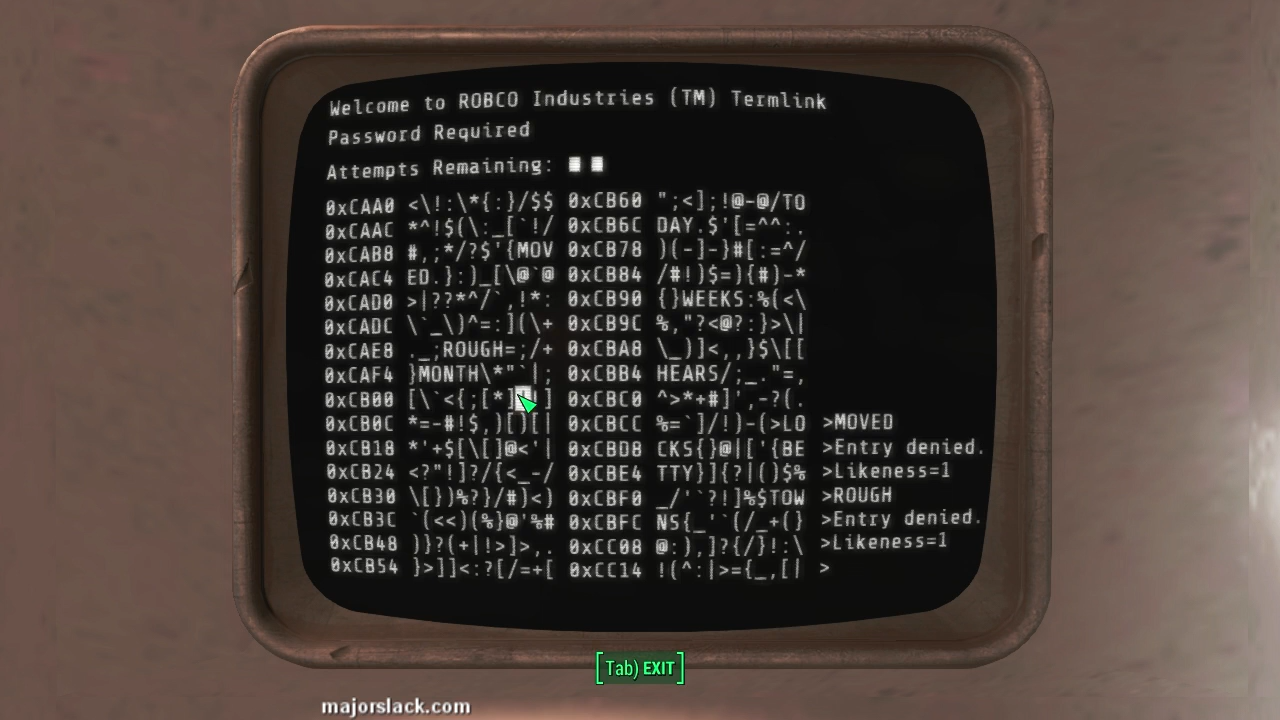 Welcome to ROBCO Industries (TM) Termlink
Password Required
Attempts Remaining:
0xCAA0 <\!:\*{:}/$$ 0xCB60 ";<];!@-@/TO
0xCAAC *^!$(\:_[`!/ 0xCB6C DAY.$'[=^^:.
0xCAB8 #,;*/?$'{MOV 0xCB78 )(-]-}#[:=^/
0xCAC4 ED.}:)_[\@`@ 0xCB84 /#!)$=){#)-*
0xCAD0 >|??*^/`,!*: 0xCB90 {}WEEKS:%(<\
0xCADC \`_\)^=:](\+ 0xCB9C %,"?<@?:}>\|
0xCAE8 ._;ROUGH=;/+ 0xCBA8 \_)]<,,}$\[[
0xCAF4 }MONTH\*"`|; 0xCBB4 HEARS/;_."=,
0xCB00 [\`<{;[*] ] 0xCBC0 ^>*+#]',-?(.
0xCB0C *=-#!$,)[)[| 0xCBCC %=`]/!)-(>LO >MOVED
0xCB18 *'+$[\[]@<'| 0xCBD8 CKS{}@|['{BE >Entry denied.
0xCB24 <?"!]?/{<_-/ 0xCBE4 TTY}]{?|()$% >Likeness=1
0xCB30 \[})%?}/#)<) 0xCBF0 _/'`?!]%$TOW >ROUGH
0xCB3C `(<<)(%}@'%# 0xCBFC NS{_'`(/_+(} >Entry denied.
0xCB48 )}?(+|!>]>,. 0xCC08 @:),]?{/}!:\ >Likeness=1
0xCB54 }>]]<:?[/=+[ 0xCC14 !(^:|>={_,[| >
Tab) EXIT
majorslack.com